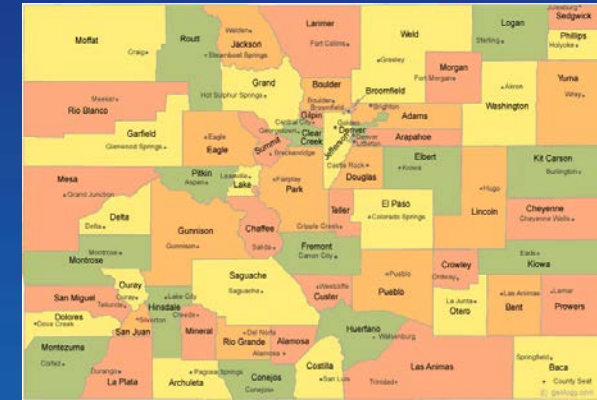 Julesburg
Larimer
Logan
Sedgwick
Moffat
Routt
Walden
Jackson
Fort Collins
Weld
Sterling
Phillips
Holyoke
Craig
Steamboat Springs
Greeley
Morgan
Grand
Fort Morgan
Yuma
Boulder
Akron
Wray
Meeker
Hot Sulphur Springs
Boulder
Broomfield
Washington
Rio Blanco
Gilpin
Broomfield
Brighton
Central City
Golden
Adams
Garfield
Eagle
Georgetown
Clear
Creek
Denver
Denver
Littleton
Arapahoe
Glenwood Springs
Eagle
Summit
Jefferson
Breckenridge
Castle Rock
Elbert
Kit Carson
Pitkin
Leadville
Fairplay
Douglas
Kiowa
Burlington
Mesa
Aspen
Lake
Park
Hugo
Grand Junction
Teller
El Paso
Lincoln
Cheyenne
Delta
Gunnison
Chaffee
Colorado Springs
Cheyenne Wells
Delta
Cripple Creek
Montrose
Gunnison
Salida
Fremont
Canon City
Eads
Montrose
Crowley
Kiowa
Ouray
Saguache
Pueblo
Ordway
San Miguel
Ouray
Lake City
Saguache
Westcliffe
Custer
Pueblo
Las Animas
Lamar
Telluride
Hinsdale
La Junta
Bent
Prowers
Dolores
Silverton
Creede
Otero
Dove Creek
San Juan
Mineral
Del Norte
Huerfano
Walsenburg
Montezuma
Rio Grande
Alamosa
Cortez
Alamosa
Springfield
Durango
Pagosa Springs
Costilla
Las Animas
Baca
La Plata
Archuleta
Conejos
San Luis
Trinidad
County Seat
Conejos
© geology.com